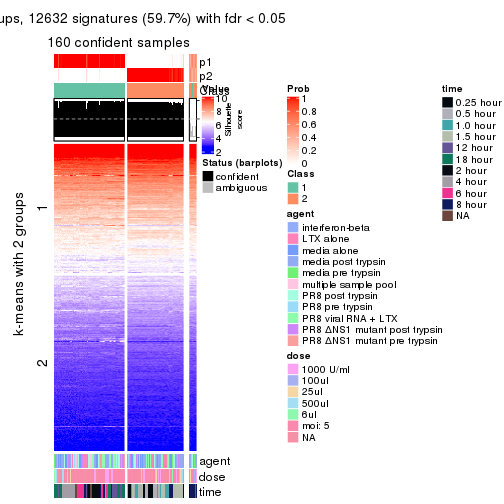 ups, 12632 signatures (59.7%) with fdr < 0.05
160 confident samples
p1
p2
Class
k-means with 2 groups
1
2
agent
dose
time
Value
10
8
6
4
2
Silhouette
score
Status (barplots)
confident
ambiguous
Prob
1
0.8
0.6
0.4
0.2
0
Class
1
2
agent
interferon-beta
LTX alone
media alone
media post trypsin
media pre trypsin
multiple sample pool
PR8 post trypsin
PR8 pre trypsin
PR8 viral RNA + LTX
PR8 ΔNS1 mutant post trypsin
PR8 ΔNS1 mutant pre trypsin
dose
1000 U/ml
100ul
25ul
500ul
6ul
moi: 5
NA
time
0.25 hour
0.5 hour
1.0 hour
1.5 hour
12 hour
18 hour
2 hour
4 hour
6 hour
8 hour
NA